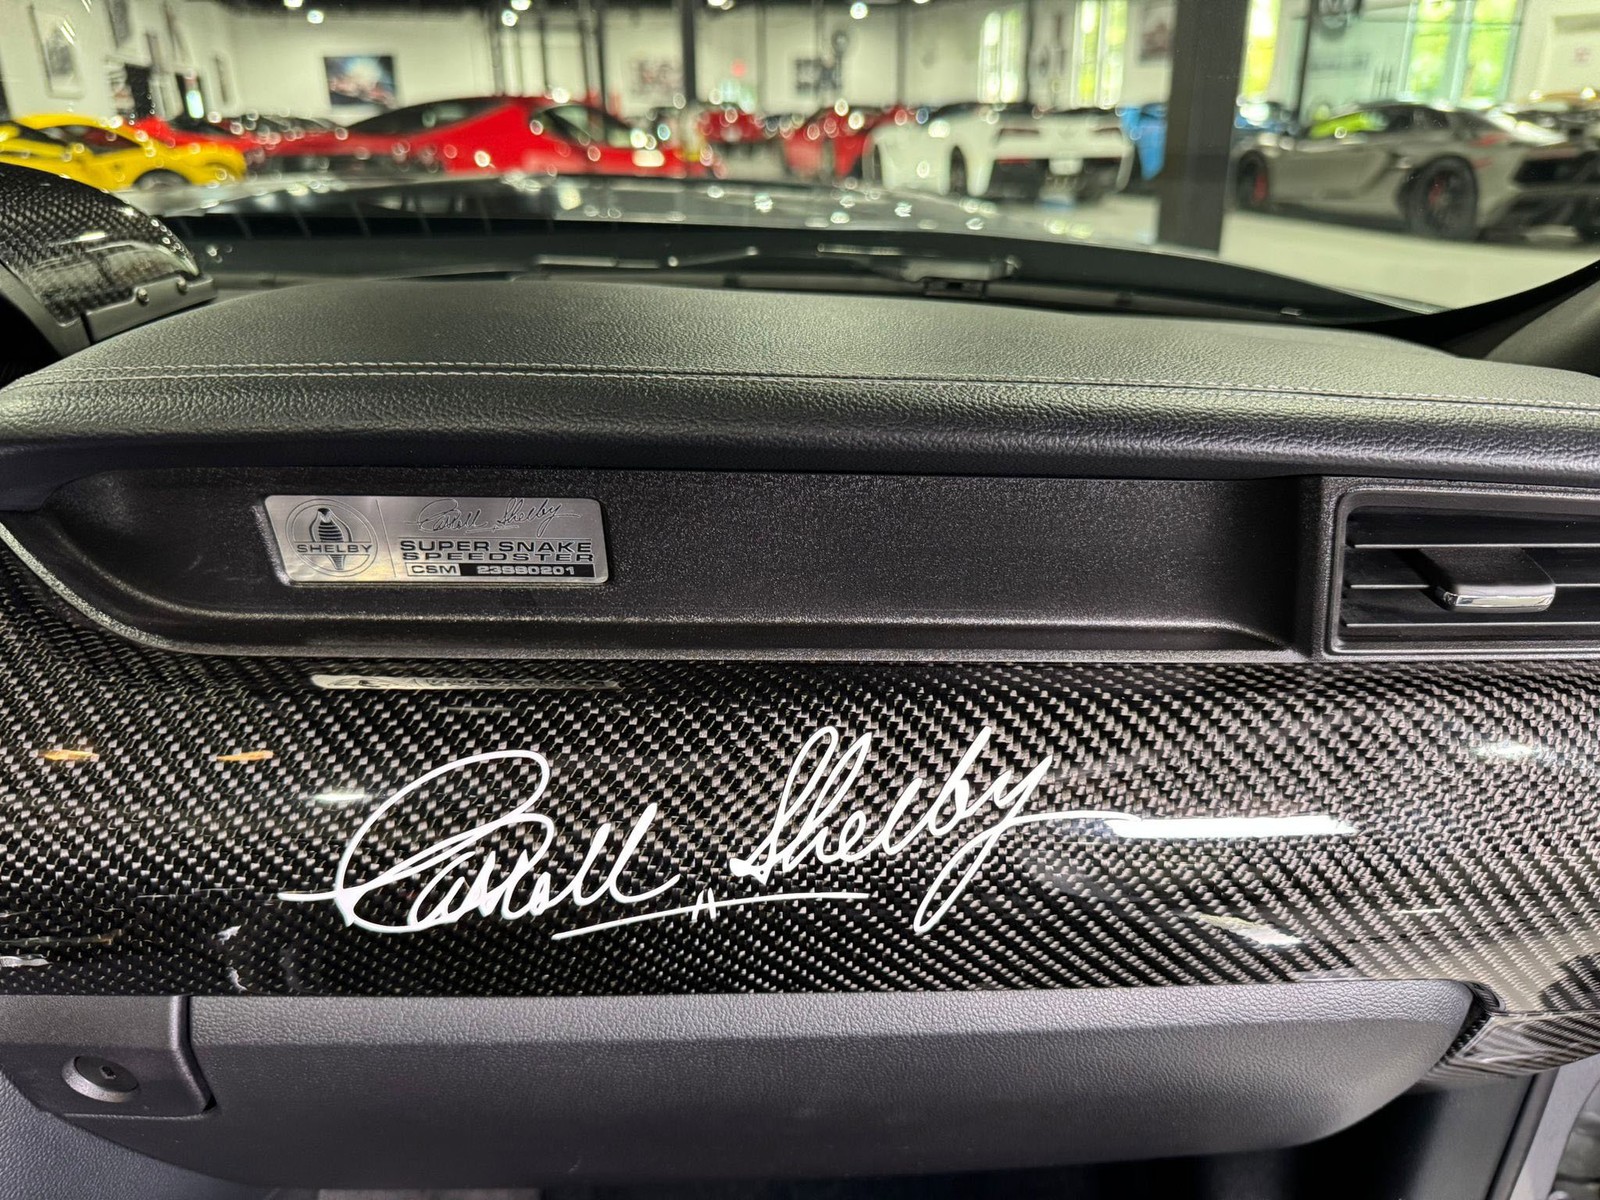 Carroll Shelby
SHELBY
SUPER SNAKE
SPEEDSTER
CSM 23SS0201
Carroll Shelby